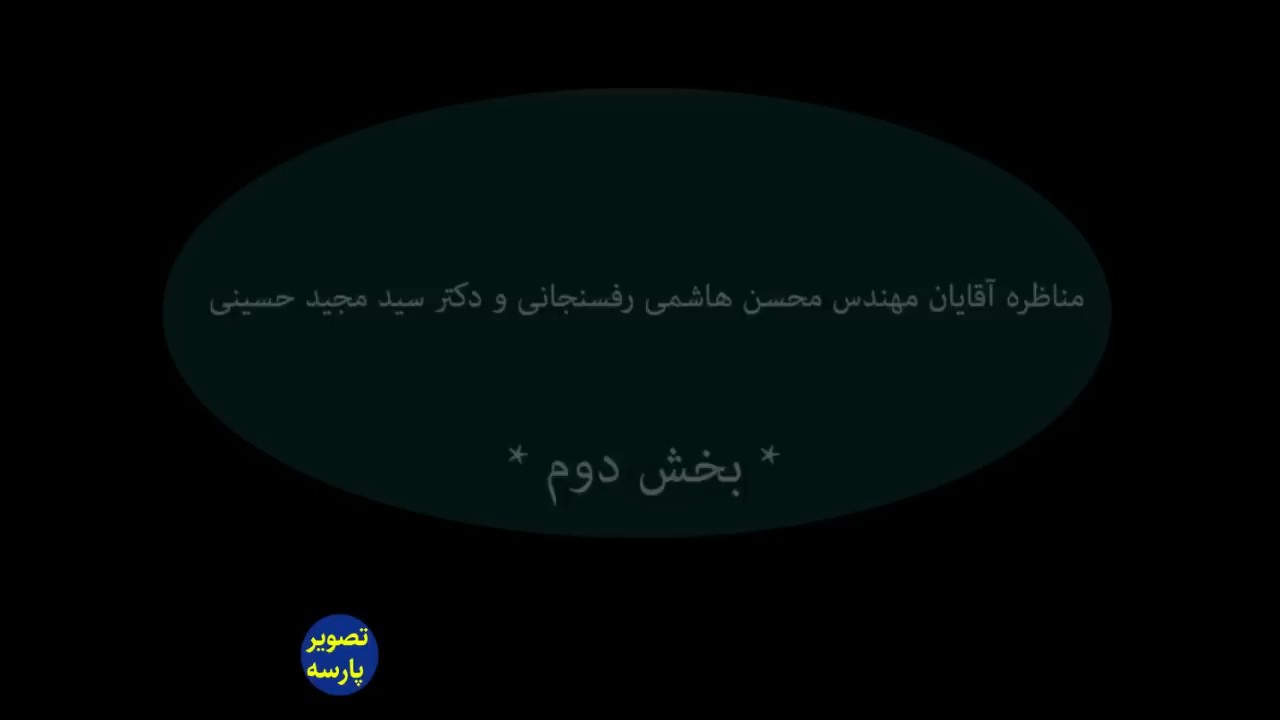 مناظره آقایان مهندس محسن هاشمی رفسنجانی و دکتر سید مجید حسینی
* بخش دوم *
تصویر
پارسه